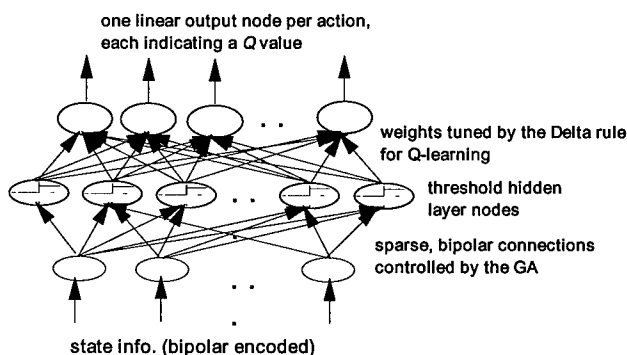 one linear output node per action,
each indicating a Q value
weights tuned by the Delta rule
for Q-learning
threshold hidden
layer nodes
sparse, bipolar connections
controlled by the GA
state info. (bipolar encoded)